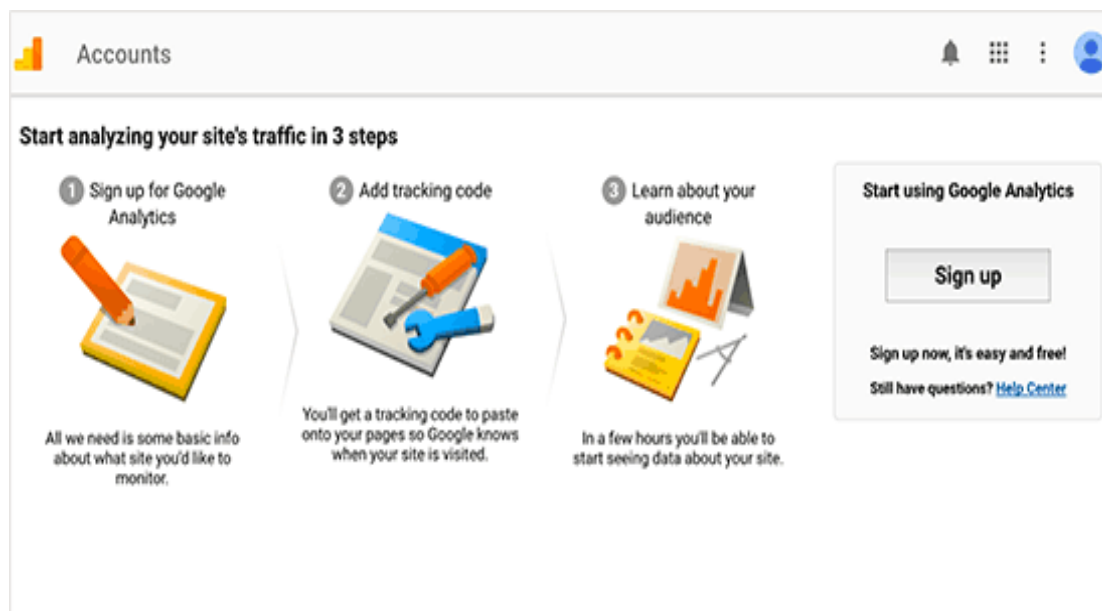 Accounts
Start analyzing your site's traffic in 3 steps
1 Sign up for Google
Analytics
All we need is some basic info
about what site you'd like to
monitor.
2 Add tracking code
You'll get a tracking code to paste
onto your pages so Google knows
when your site is visited.
3 Learn about your
audience
In a few hours you'll be able to
start seeing data about your site.
Start using Google Analytics
Sign up
Sign up now, it's easy and free!
Still have questions? Help Center